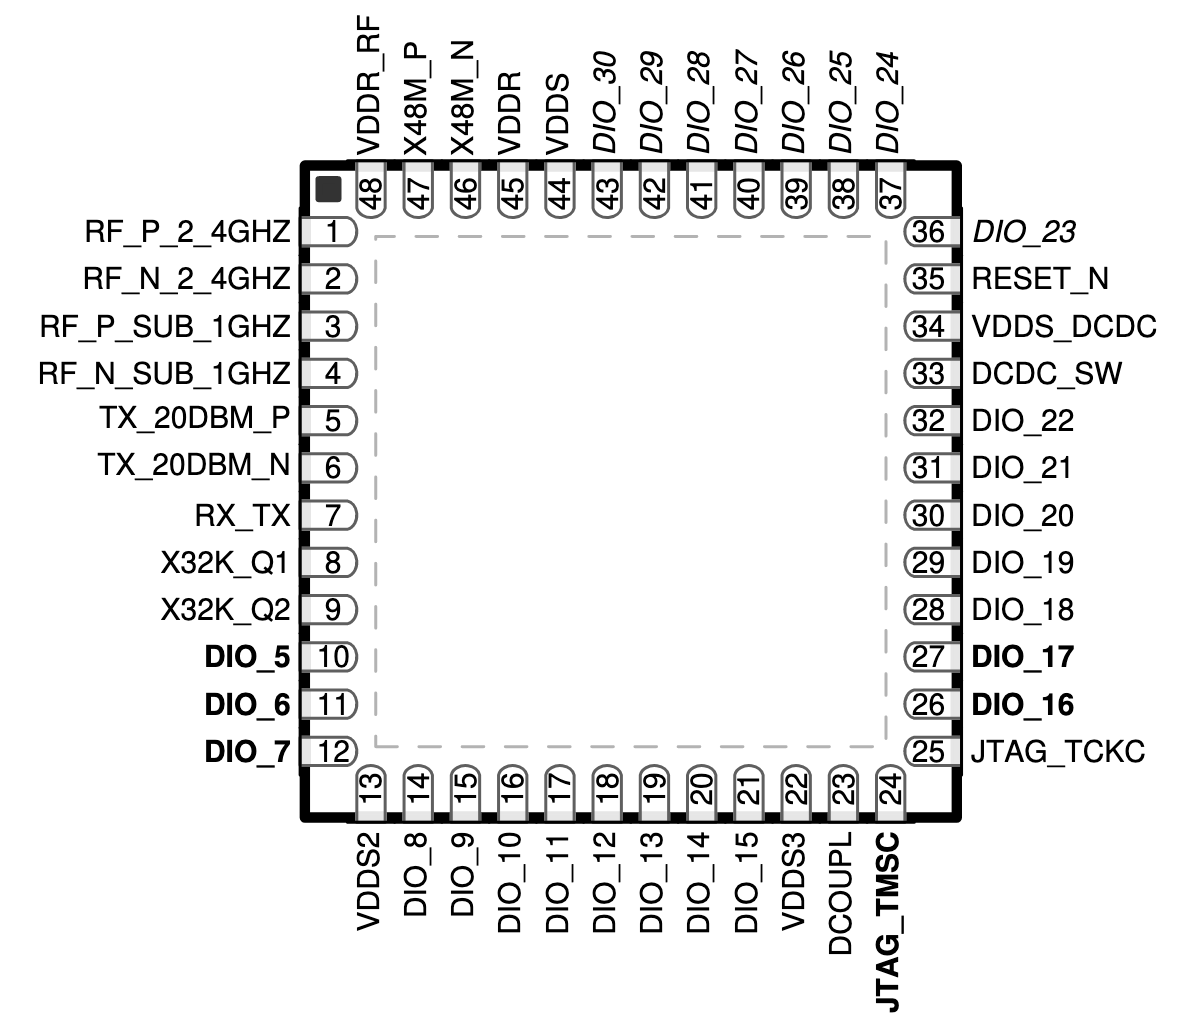 VDDR_RF
X48M_P
X48M_N
VDDR
VDDS
DIO_30
DIO_29
DIO_28
DIO_27
DIO_26
DIO_25
DIO_24
48
47
46
45
44
43
42
41
40
39
38
37
RF_P_2_4GHZ 1
36 DIO_23
RF_N_2_4GHZ 2
35 RESET_N
RF_P_SUB_1GHZ 3
34 VDDS_DCDC
RF_N_SUB_1GHZ 4
33 DCDC_SW
TX_20DBM_P 5
32 DIO_22
TX_20DBM_N 6
31 DIO_21
RX_TX 7
30 DIO_20
X32K_Q1 8
29 DIO_19
X32K_Q2 9
28 DIO_18
DIO_5 10
27 DIO_17
DIO_6 11
26 DIO_16
DIO_7 12
25 JTAG_TCKC
13
14
15
16
17
18
19
20
21
22
23
24
VDDS2
DIO_8
DIO_9
DIO_10
DIO_11
DIO_12
DIO_13
DIO_14
DIO_15
VDDS3
DCOUPL
JTAG_TMSC